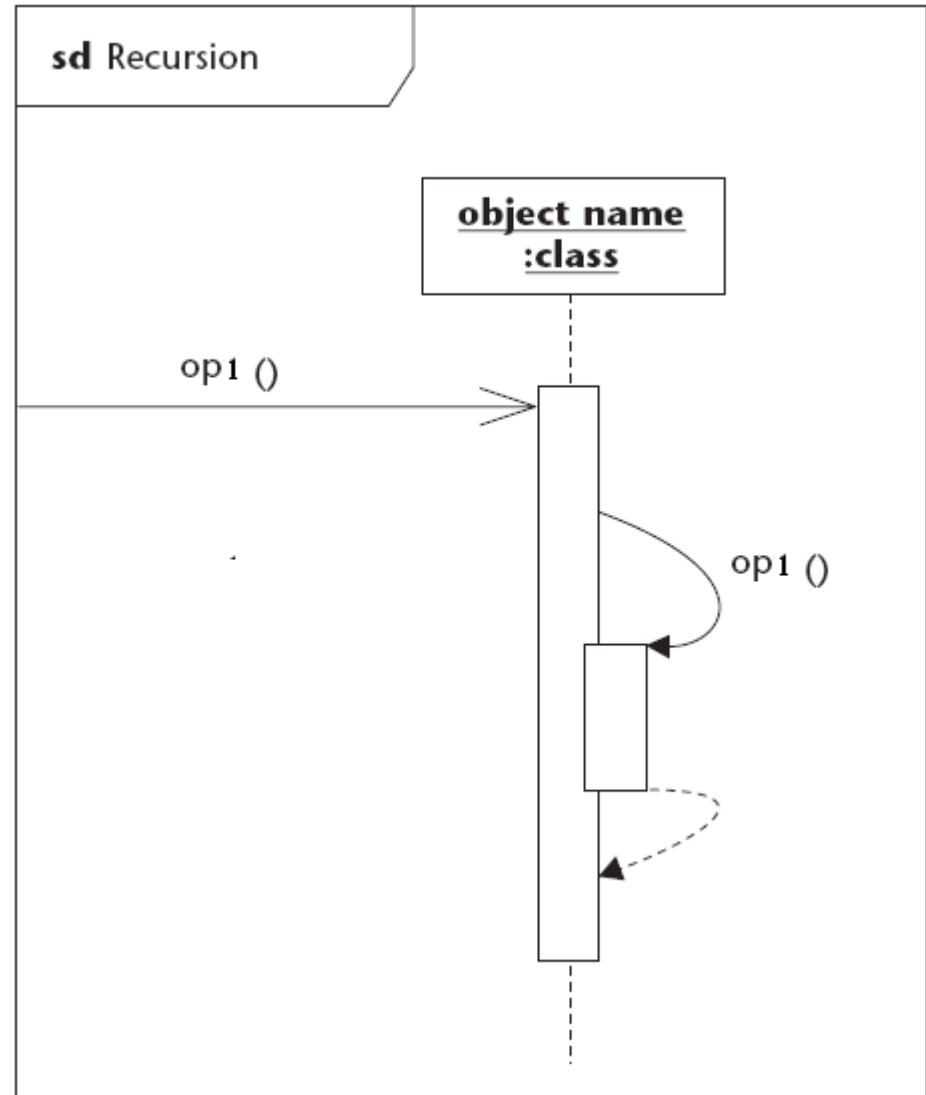 sd Recursion
object name
:class
op1 ()
op1 ()